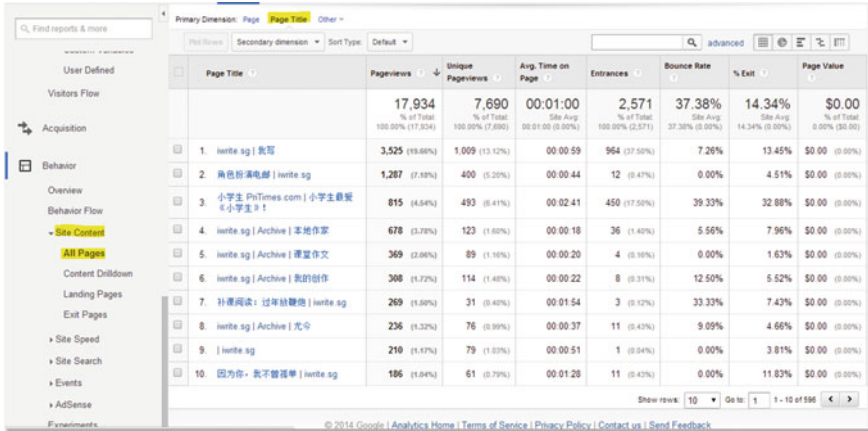 Find reports & more
User Defined
Visitors Flow
Acquisition
Behavior
Overview
Behavior Flow
Site Content
All Pages
Content Drilldown
Landing Pages
Exit Pages
Site Speed
Site Search
Events
AdSense
Experiments
Primary Dimension: Page Page Title Other
Plot Rows Secondary dimension Sort Type: Default advanced
Page Title Pageviews Unique Pageviews Avg. Time on Page Entrances Bounce Rate % Exit Page Value
17,934 7,690 00:01:00 2,571 37.38% 14.34% $0.00
% of Total: 100.00% (17,934) % of Total: 100.00% (7,690) Site Avg: 00:01:00 (0.00%) % of Total: 100.00% (2,571) Site Avg: 37.38% (0.00%) Site Avg: 14.34% (0.00%) % of Total: 0.00% ($0.00)
1. iwrite.sg | 我写 3,525 (19.66%) 1,009 (13.12%) 00:00:59 964 (37.50%) 7.26% 13.45% $0.00 (0.00%)
2. 角色扮演电邮 | iwrite.sg 1,287 (7.18%) 400 (5.20%) 00:00:44 12 (0.47%) 0.00% 4.51% $0.00 (0.00%)
3. 小学生 PriTimes.com | 小学生最爱
《小学生》! 815 (4.54%) 493 (6.41%) 00:02:41 450 (17.50%) 39.33% 32.88% $0.00 (0.00%)
4. iwrite.sg | Archive | 本地作家 678 (3.78%) 123 (1.60%) 00:00:18 36 (1.40%) 5.56% 7.96% $0.00 (0.00%)
5. iwrite.sg | Archive | 课堂作文 369 (2.06%) 89 (1.16%) 00:00:20 4 (0.16%) 0.00% 1.63% $0.00 (0.00%)
6. iwrite.sg | Archive | 我的创作 308 (1.72%) 114 (1.48%) 00:00:22 8 (0.31%) 12.50% 5.52% $0.00 (0.00%)
7. 补课阅读：过年放鞭炮 | iwrite.sg 269 (1.50%) 31 (0.40%) 00:01:54 3 (0.12%) 33.33% 7.43% $0.00 (0.00%)
8. iwrite.sg | Archive | 尤今 236 (1.32%) 76 (0.99%) 00:00:37 11 (0.43%) 9.09% 4.66% $0.00 (0.00%)
9. | iwrite.sg 210 (1.17%) 79 (1.03%) 00:00:51 1 (0.04%) 0.00% 3.81% $0.00 (0.00%)
10. 因为你，我不曾孤单 | iwrite.sg 186 (1.04%) 61 (0.79%) 00:01:28 11 (0.43%) 0.00% 11.83% $0.00 (0.00%)
Show rows: 10 Go to: 1 1 - 10 of 596
© 2014 Google | Analytics Home | Terms of Service | Privacy Policy | Contact us | Send Feedback